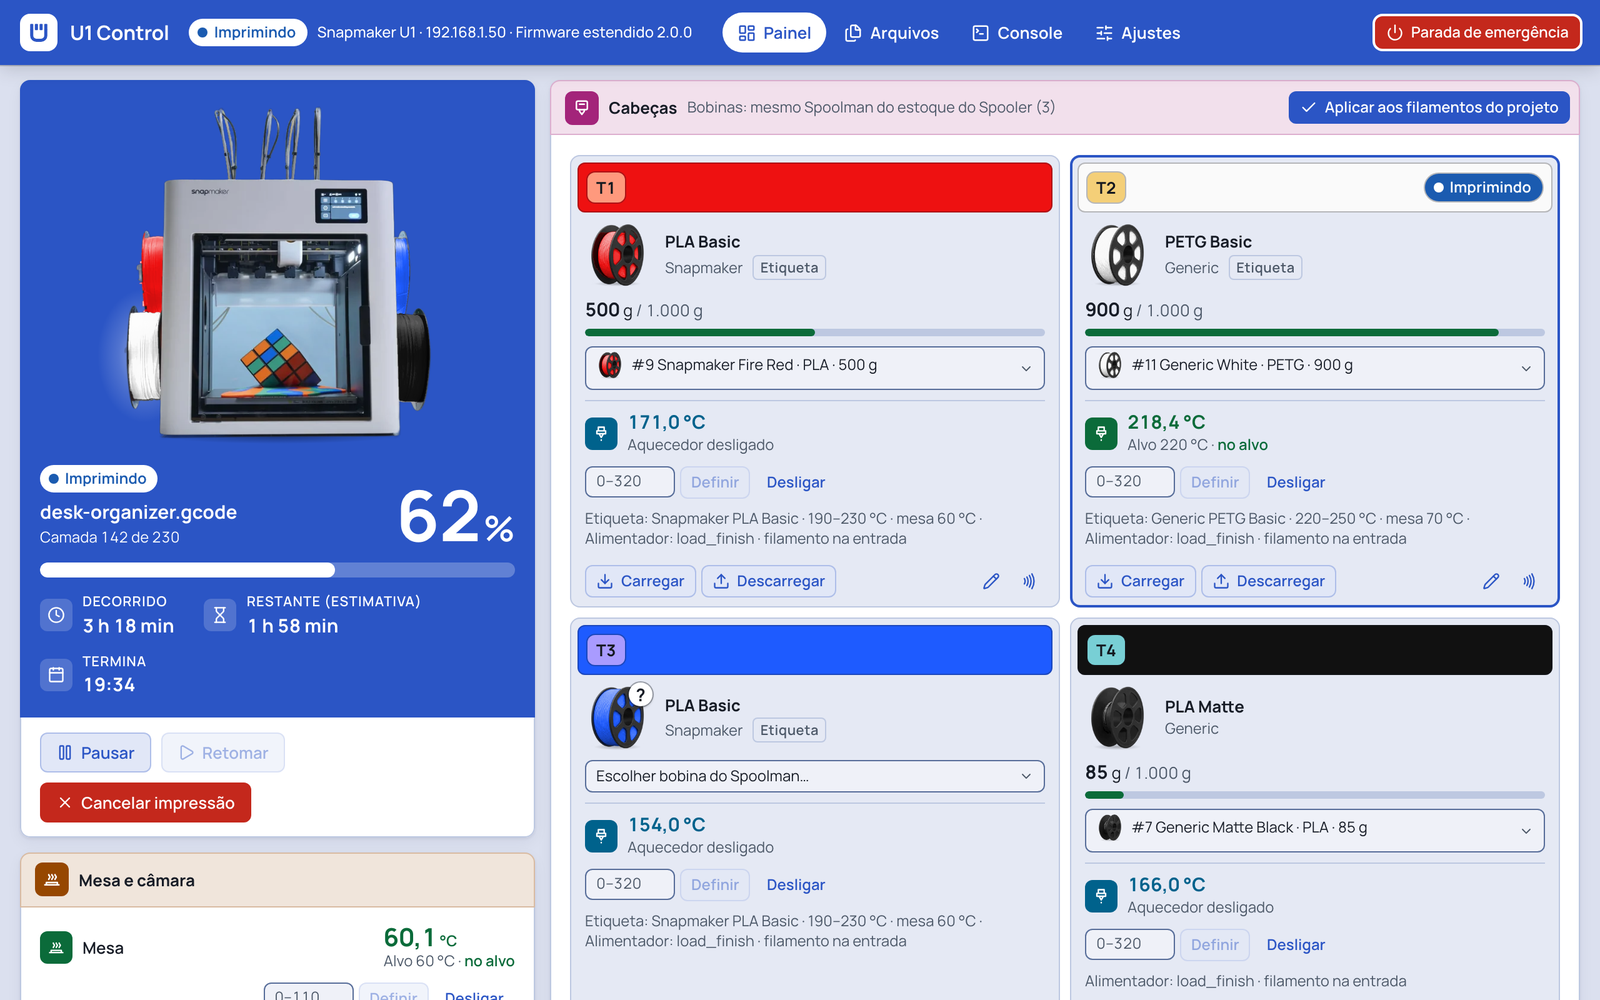 U1 Control
Imprimindo
Snapmaker U1 · 192.168.1.50 · Firmware estendido 2.0.0
Painel
Arquivos
Console
Ajustes
Parada de emergência
snapmaker
Imprimindo
desk-organizer.gcode
Camada 142 de 230
62%
DECORRIDO
3 h 18 min
RESTANTE (ESTIMATIVA)
1 h 58 min
TERMINA
19:34
Pausar
Retomar
Cancelar impressão
Mesa e câmara
Mesa
60,1 °C
Alvo 60 °C · no alvo
0–110
Definir
Desligar
Cabeças
Bobinas: mesmo Spoolman do estoque do Spooler (3)
Aplicar aos filamentos do projeto
T1
PLA Basic
Snapmaker
Etiqueta
500 g / 1.000 g
#9 Snapmaker Fire Red · PLA · 500 g
171,0 °C
Aquecedor desligado
0–320
Definir
Desligar
Etiqueta: Snapmaker PLA Basic · 190–230 °C · mesa 60 °C ·
Alimentador: load_finish · filamento na entrada
Carregar
Descarregar
T2
Imprimindo
PETG Basic
Generic
Etiqueta
900 g / 1.000 g
#11 Generic White · PETG · 900 g
218,4 °C
Alvo 220 °C · no alvo
0–320
Definir
Desligar
Etiqueta: Generic PETG Basic · 220–250 °C · mesa 70 °C ·
Alimentador: load_finish · filamento na entrada
Carregar
Descarregar
T3
?
PLA Basic
Snapmaker
Etiqueta
Escolher bobina do Spoolman…
154,0 °C
Aquecedor desligado
0–320
Definir
Desligar
Etiqueta: Snapmaker PLA Basic · 190–230 °C · mesa 60 °C ·
Alimentador: load_finish · filamento na entrada
T4
PLA Matte
Generic
85 g / 1.000 g
#7 Generic Matte Black · PLA · 85 g
166,0 °C
Aquecedor desligado
0–320
Definir
Desligar
Alimentador: load_finish · filamento na entrada